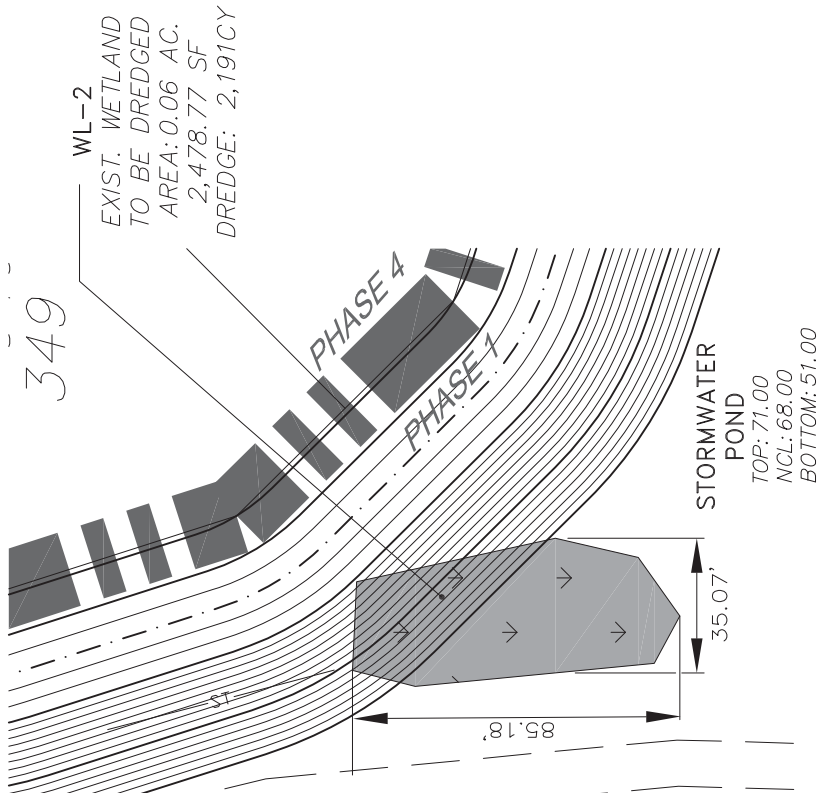 WL-2
EXIST. WETLAND
TO BE DREDGED
AREA: 0.06 AC.
2,478.77 SF
DREDGE: 2,191CY
349
PHASE 4
PHASE 1
STORMWATER
POND
TOP: 71.00
NCL: 68.00
BOTTOM: 51.00
ST
35.07'
85.18'